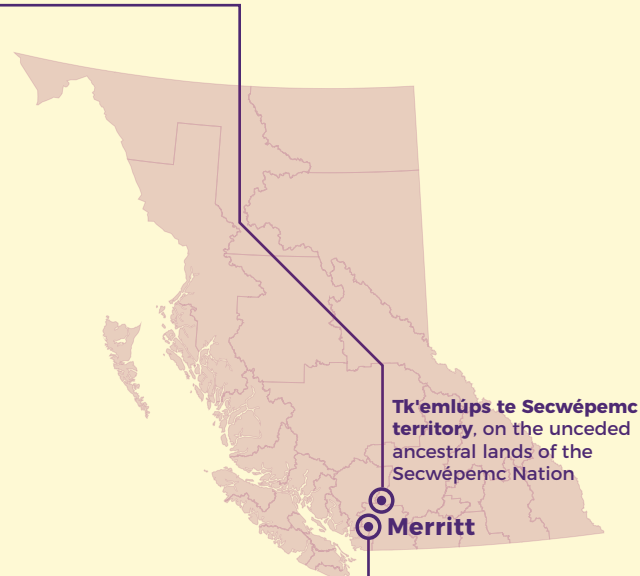 Tk'emlúps te Secwépemc
territory, on the unceded
ancestral lands of the
Secwépemc Nation
Merritt